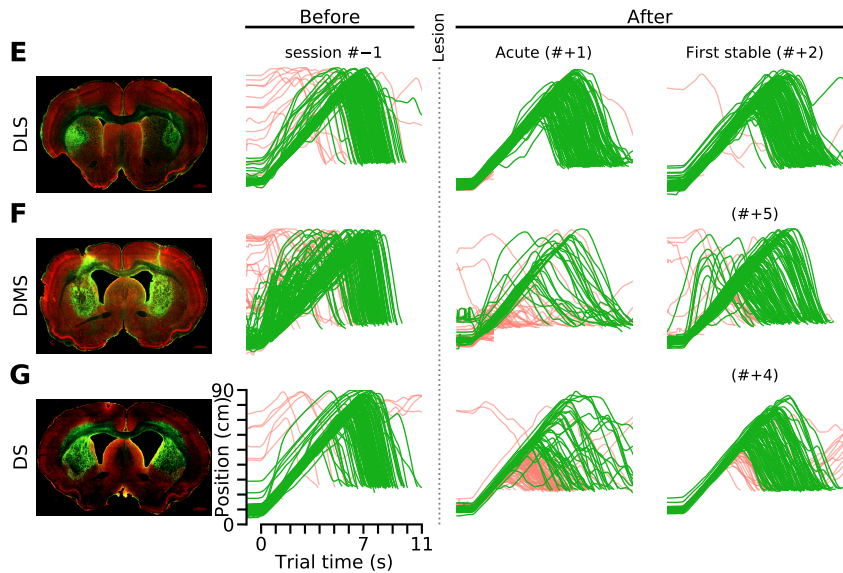 Before
After
Lesion
E
session #−1
Acute (#+1)
First stable (#+2)
DLS
F
(#+5)
DMS
G
(#+4)
DS
Position (cm)
90
0
0
7
11
Trial time (s)